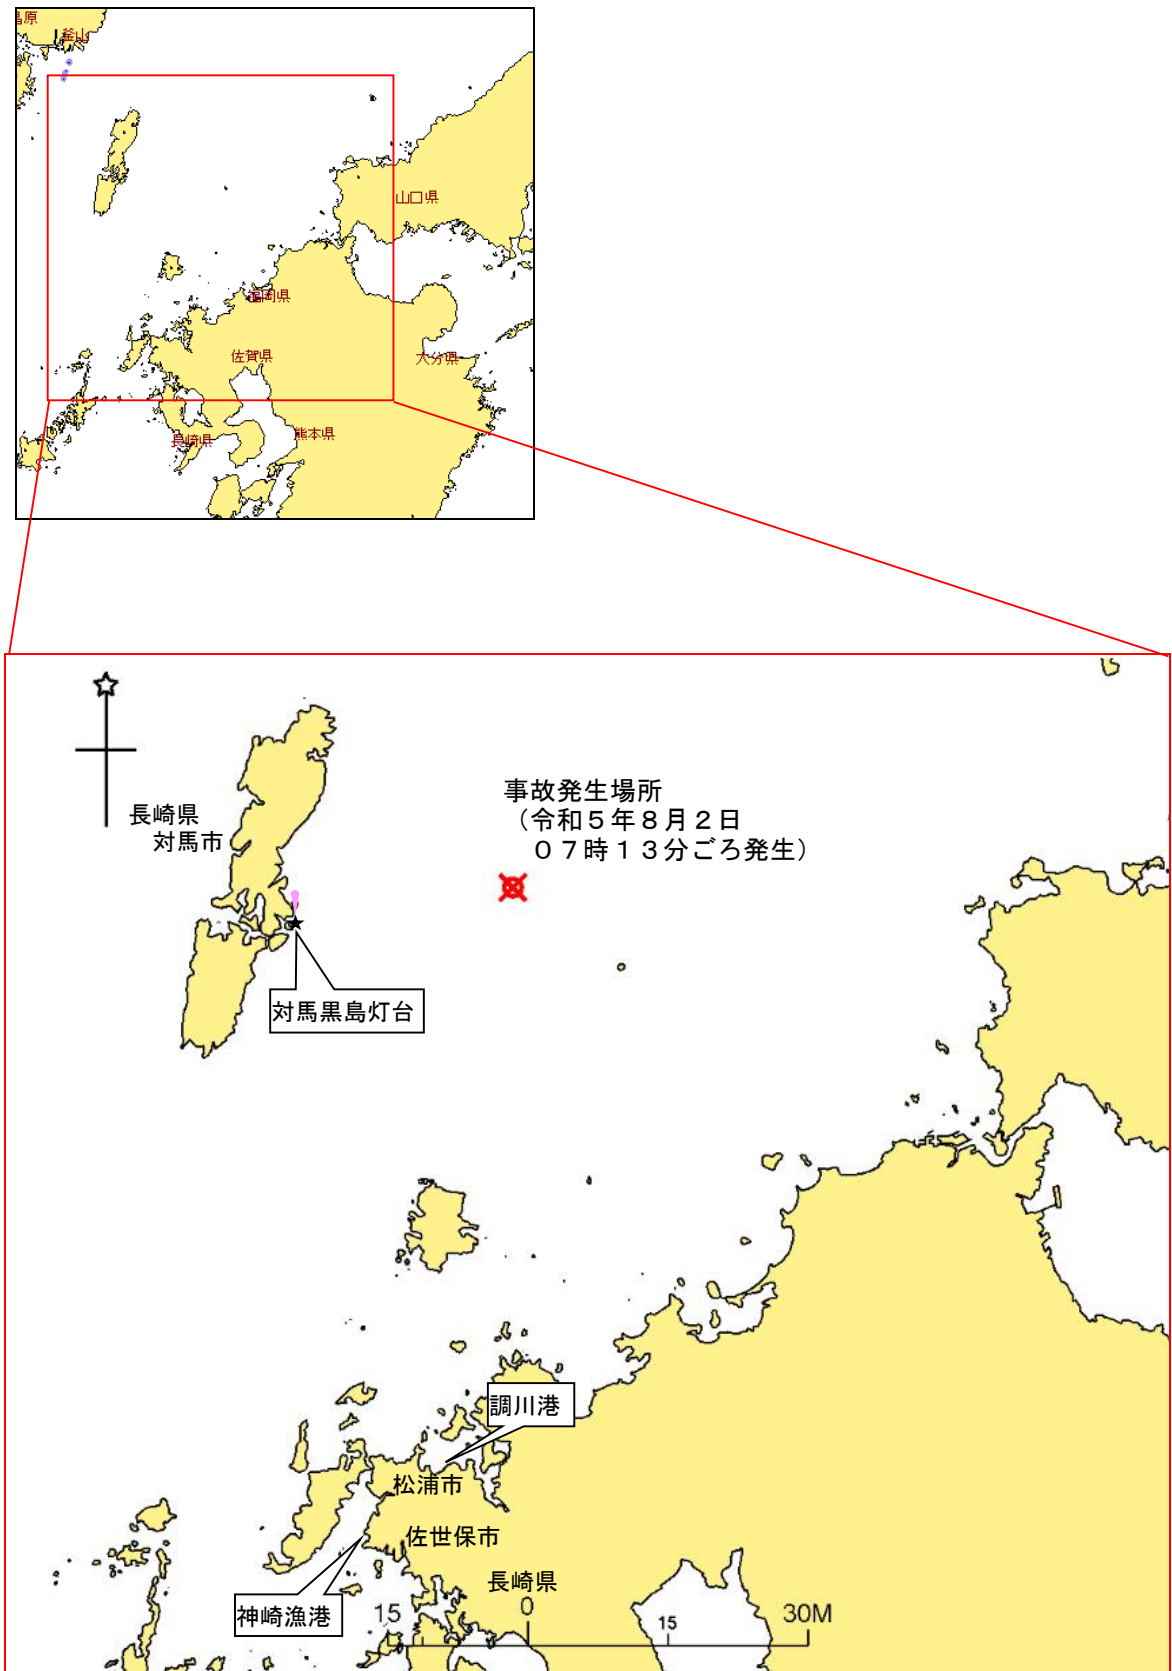 釜山
山口県
福岡県
佐賀県
大分県
長崎県
熊本県
事故発生場所
（令和５年８月２日
０７時１３分ごろ発生）
長崎県
対馬市
対馬黒島灯台
調川港
松浦市
佐世保市
長崎県
神崎漁港
15 0 15 30M